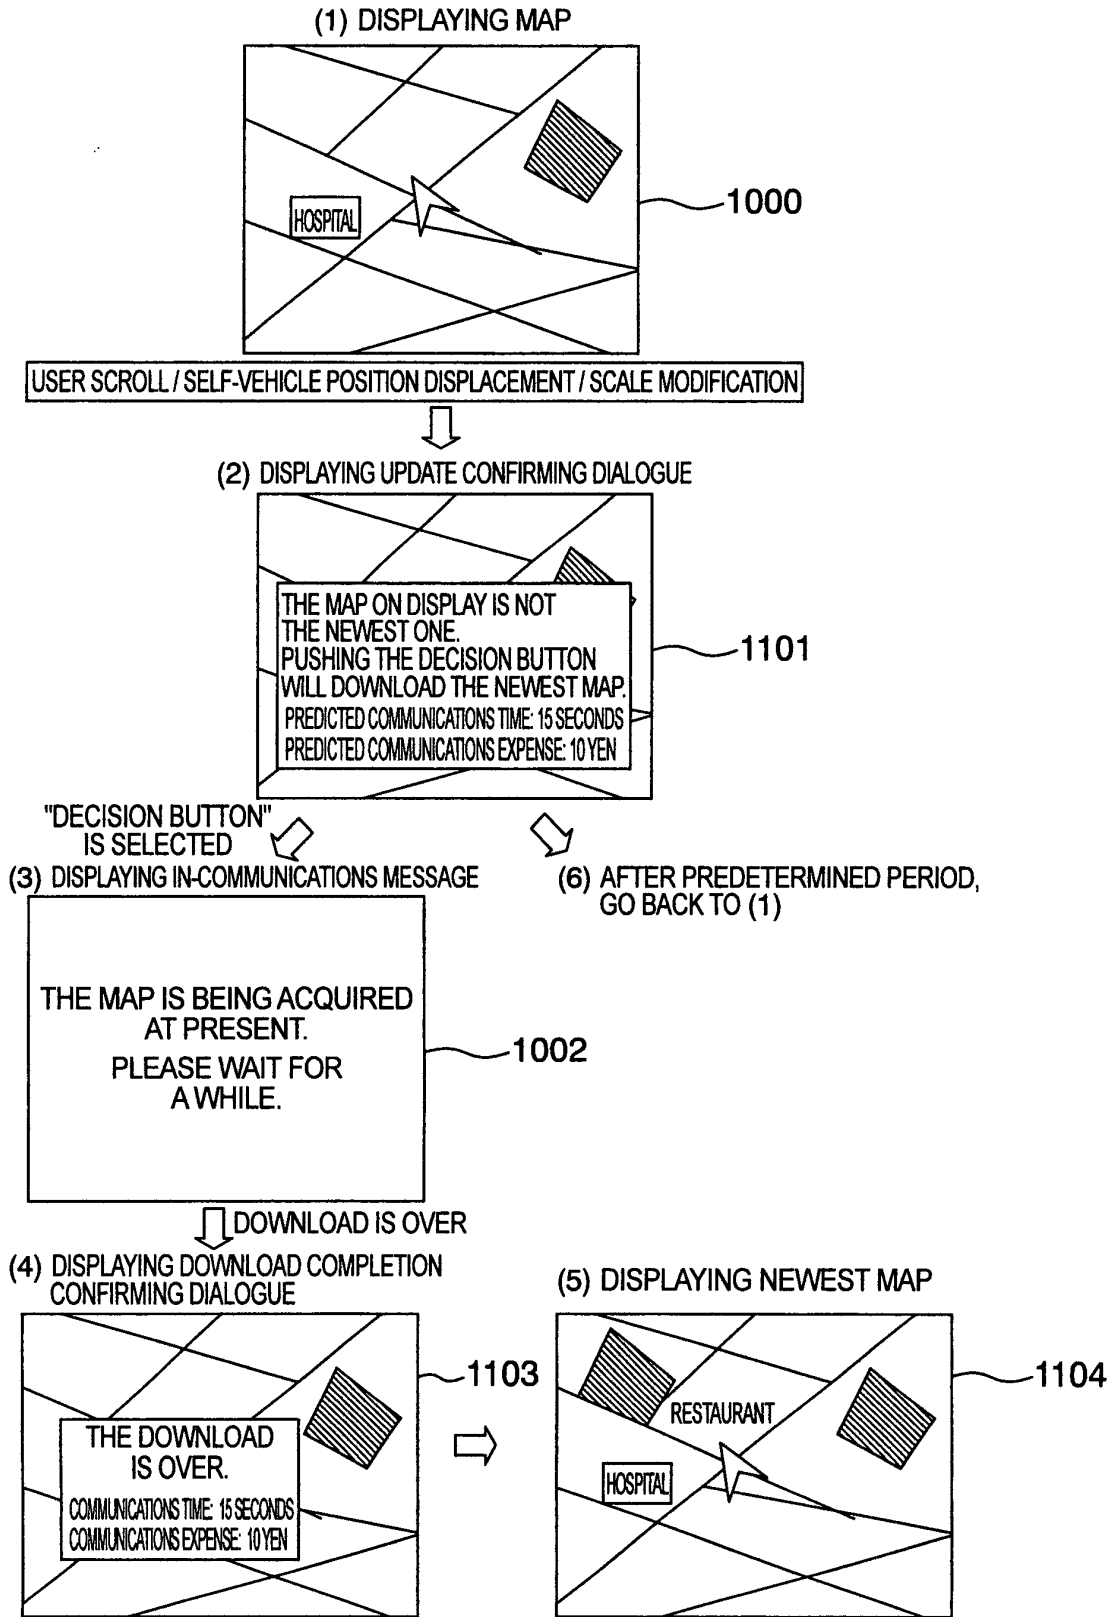 (1) DISPLAYING MAP
HOSPITAL
1000
USER SCROLL / SELF-VEHICLE POSITION DISPLACEMENT / SCALE MODIFICATION
(2) DISPLAYING UPDATE CONFIRMING DIALOGUE
THE MAP ON DISPLAY IS NOT
THE NEWEST ONE.
PUSHING THE DECISION BUTTON
WILL DOWNLOAD THE NEWEST MAP.
PREDICTED COMMUNICATIONS TIME: 15 SECONDS
PREDICTED COMMUNICATIONS EXPENSE: 10 YEN
1101
"DECISION BUTTON"
IS SELECTED
(3) DISPLAYING IN-COMMUNICATIONS MESSAGE
(6) AFTER PREDETERMINED PERIOD,
GO BACK TO (1)
THE MAP IS BEING ACQUIRED
AT PRESENT.
PLEASE WAIT FOR
A WHILE.
1002
DOWNLOAD IS OVER
(4) DISPLAYING DOWNLOAD COMPLETION
CONFIRMING DIALOGUE
THE DOWNLOAD
IS OVER.
COMMUNICATIONS TIME: 15 SECONDS
COMMUNICATIONS EXPENSE: 10 YEN
1103
(5) DISPLAYING NEWEST MAP
RESTAURANT
HOSPITAL
1104